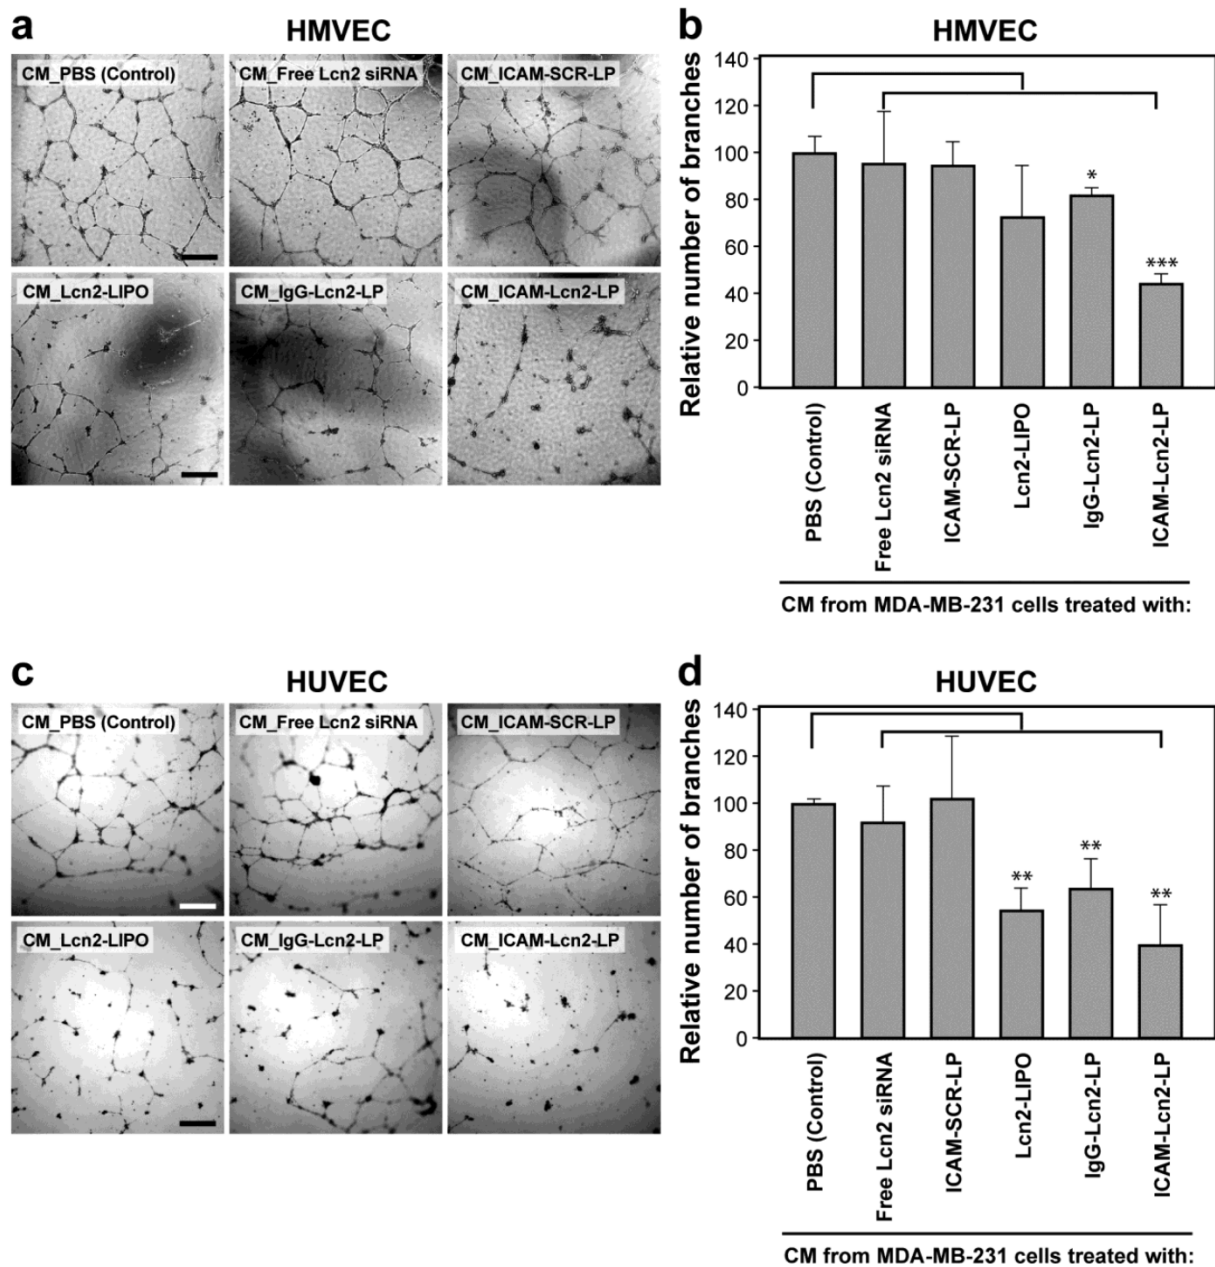 a
HMVEC
CM_PBS (Control)
CM_Free Lcn2 siRNA
CM_ICAM-SCR-LP
CM_Lcn2-LIPO
CM_IgG-Lcn2-LP
CM_ICAM-Lcn2-LP
b
HMVEC
Relative number of branches
140
120
100
80
60
40
20
0
*
***
PBS (Control)
Free Lcn2 siRNA
ICAM-SCR-LP
Lcn2-LIPO
IgG-Lcn2-LP
ICAM-Lcn2-LP
CM from MDA-MB-231 cells treated with:
c
HUVEC
CM_PBS (Control)
CM_Free Lcn2 siRNA
CM_ICAM-SCR-LP
CM_Lcn2-LIPO
CM_IgG-Lcn2-LP
CM_ICAM-Lcn2-LP
d
HUVEC
Relative number of branches
140
120
100
80
60
40
20
0
**
**
**
PBS (Control)
Free Lcn2 siRNA
ICAM-SCR-LP
Lcn2-LIPO
IgG-Lcn2-LP
ICAM-Lcn2-LP
CM from MDA-MB-231 cells treated with: